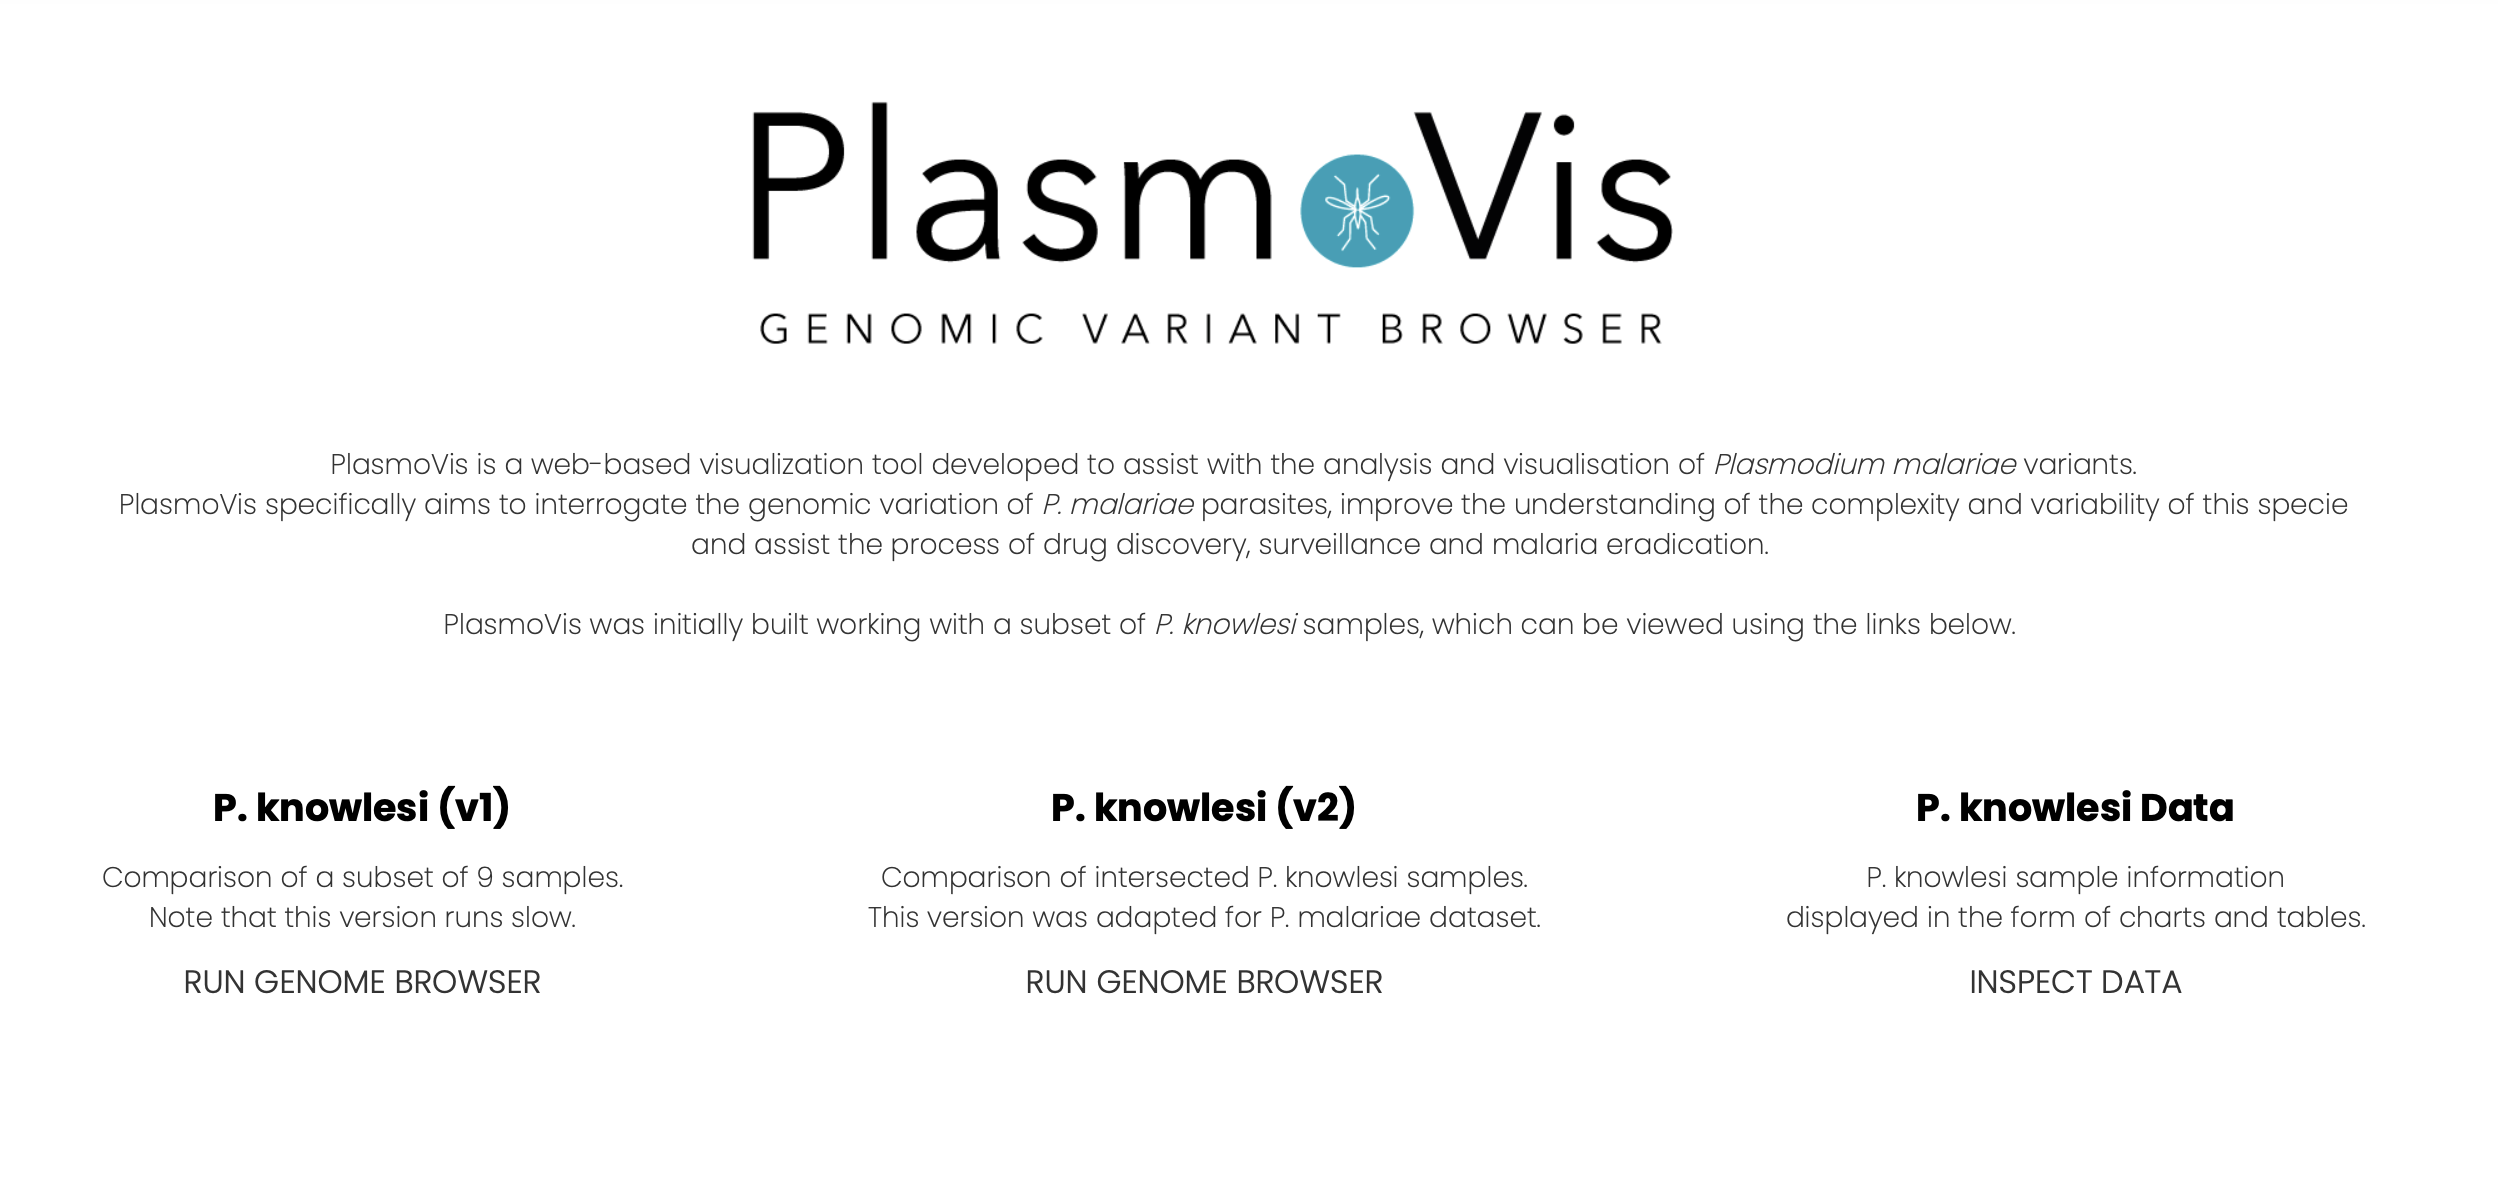 PlasmoVis
GENOMIC VARIANT BROWSER
PlasmoVis is a web-based visualization tool developed to assist with the analysis and visualisation of Plasmodium malariae variants.
PlasmoVis specifically aims to interrogate the genomic variation of P. malariae parasites, improve the understanding of the complexity and variability of this specie
and assist the process of drug discovery, surveillance and malaria eradication.
PlasmoVis was initially built working with a subset of P. knowlesi samples, which can be viewed using the links below.
P. knowlesi (v1)
Comparison of a subset of 9 samples.
Note that this version runs slow.
RUN GENOME BROWSER
P. knowlesi (v2)
Comparison of intersected P. knowlesi samples.
This version was adapted for P. malariae dataset.
RUN GENOME BROWSER
P. knowlesi Data
P. knowlesi sample information
displayed in the form of charts and tables.
INSPECT DATA